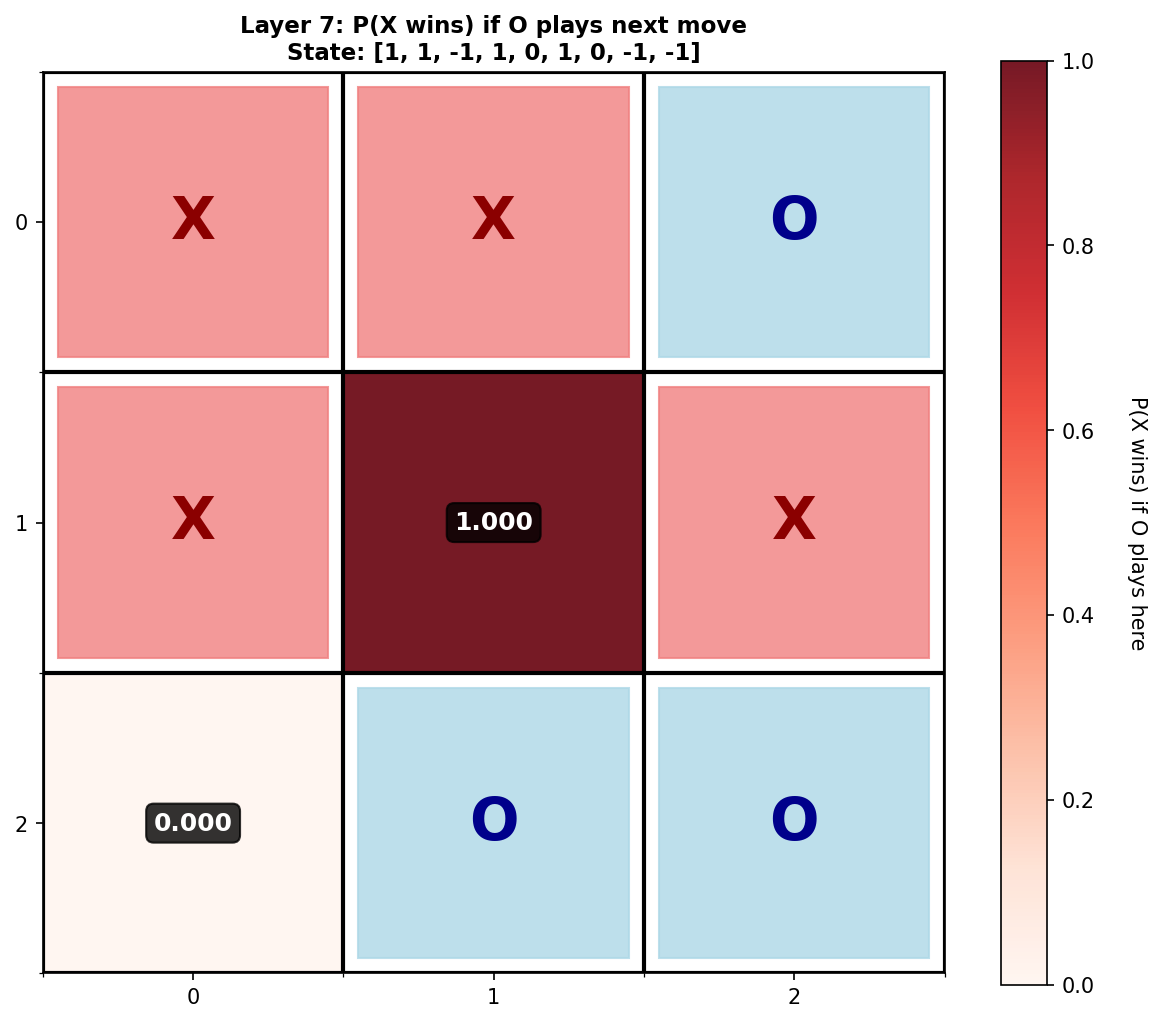 Layer 7: P(X wins) if O plays next move
State: [1, 1, -1, 1, 0, 1, 0, -1, -1]
X
X
O
X
1.000
X
0.000
O
O
0
1
2
0
1
2
1.0
0.8
0.6
0.4
0.2
0.0
P(X wins) if O plays here